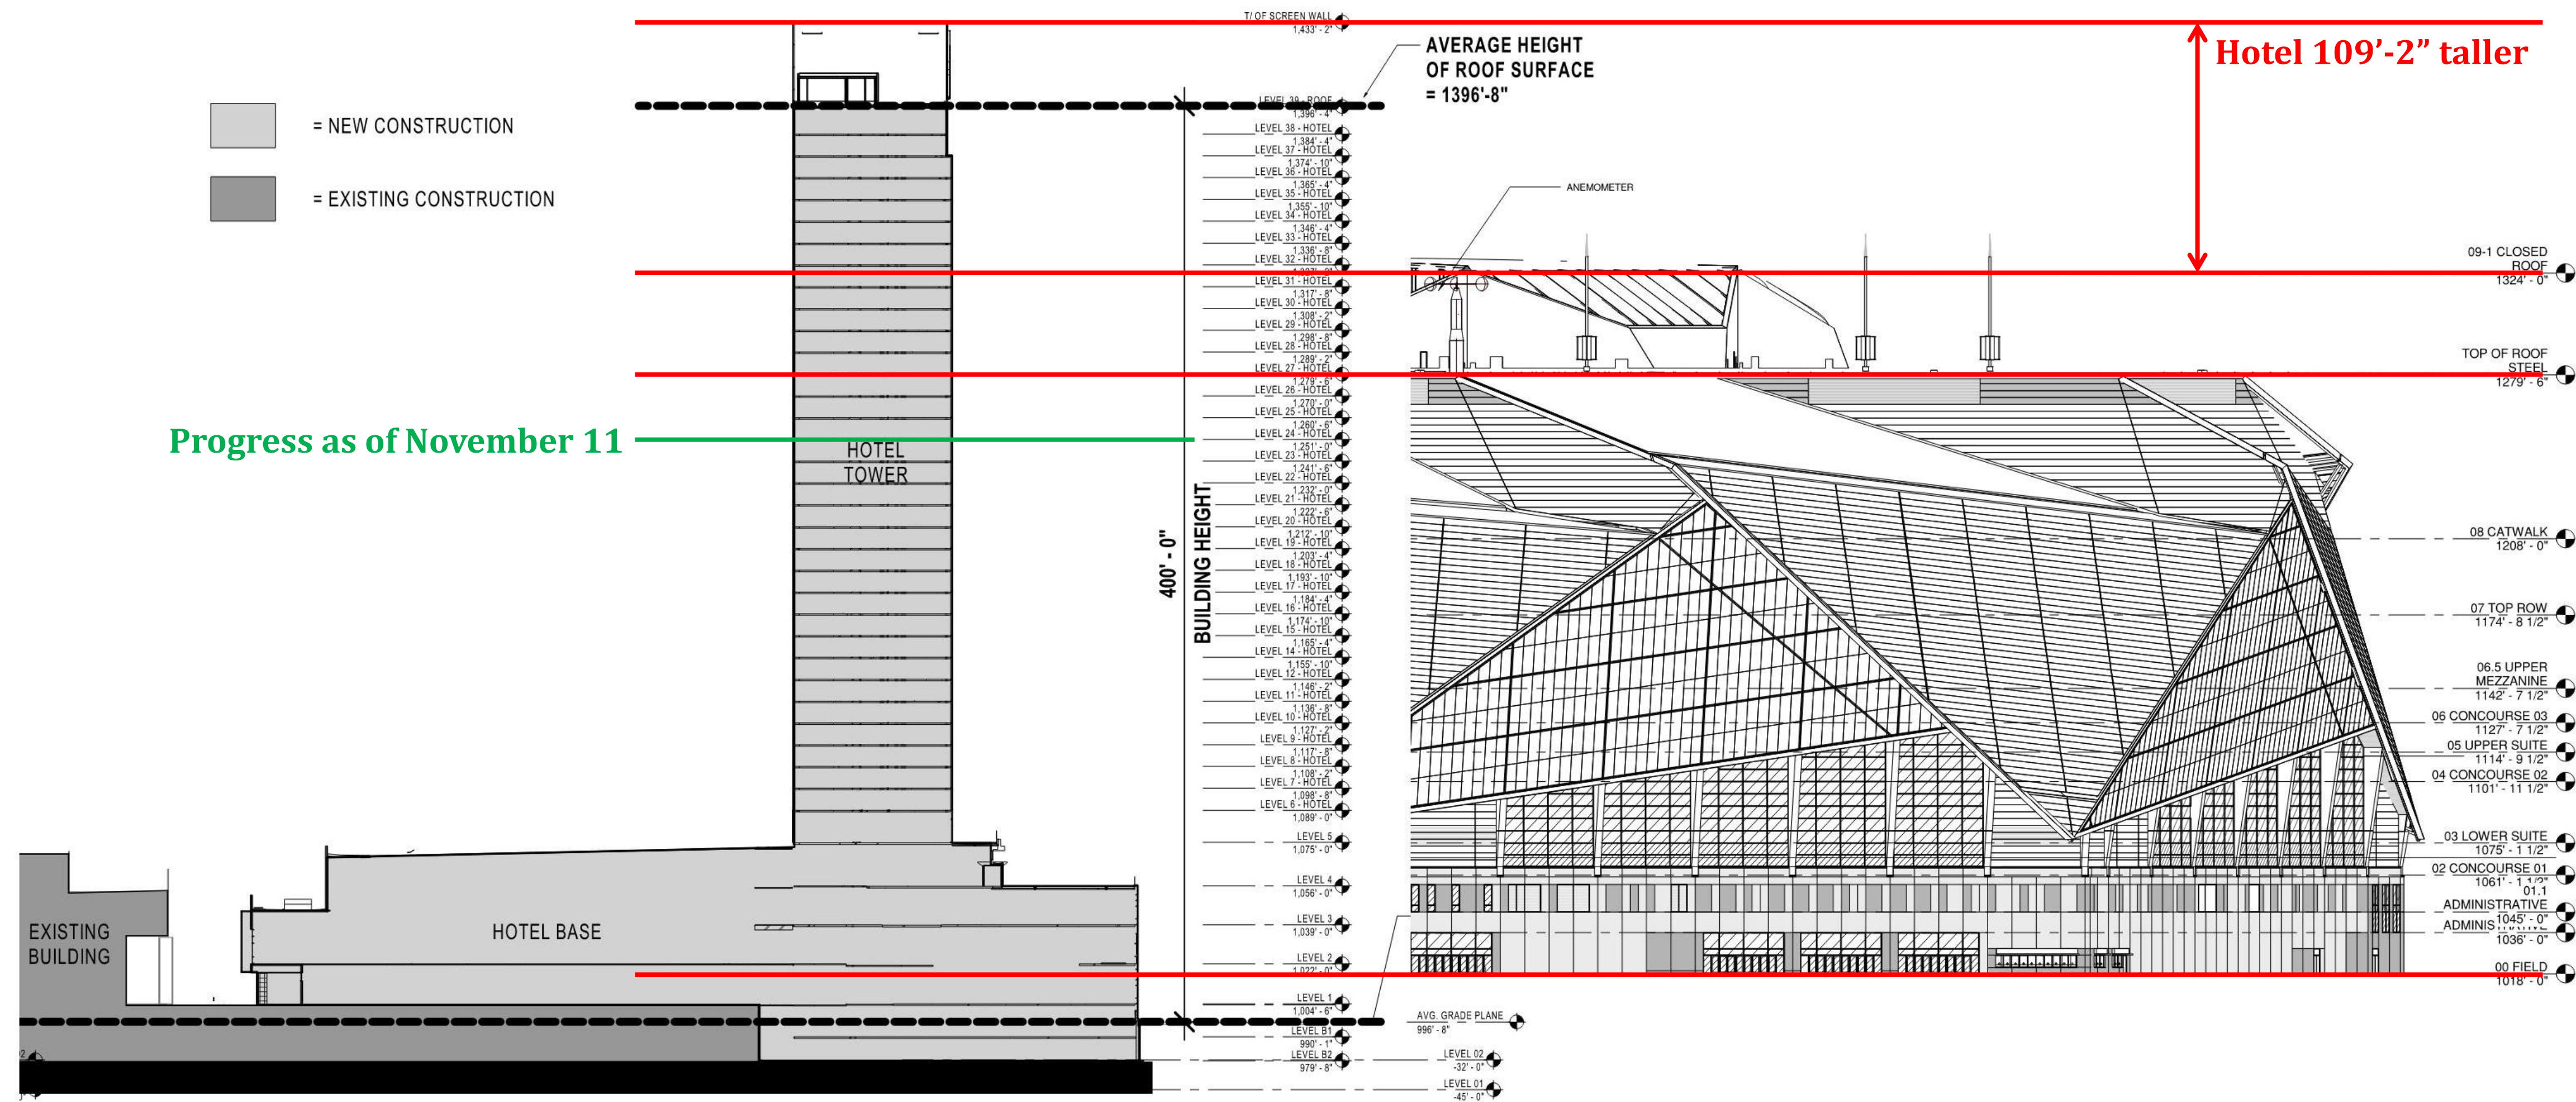 T/ OF SCREEN WALL
1,433' - 2"
AVERAGE HEIGHT
OF ROOF SURFACE
= 1396'-8"
Hotel 109’-2” taller
= NEW CONSTRUCTION
= EXISTING CONSTRUCTION
LEVEL 39 - ROOF
1,396' - 4"
LEVEL 38 - HOTEL
1,384' - 4"
LEVEL 37 - HOTEL
1,374' - 10"
LEVEL 36 - HOTEL
1,365' - 4"
LEVEL 35 - HOTEL
1,355' - 10"
LEVEL 34 - HOTEL
1,346' - 4"
LEVEL 33 - HOTEL
1,336' - 8"
LEVEL 32 - HOTEL
LEVEL 31 - HOTEL
1,317' - 8"
LEVEL 30 - HOTEL
1,308' - 2"
LEVEL 29 - HOTEL
1,298' - 8"
LEVEL 28 - HOTEL
1,289' - 2"
LEVEL 27 - HOTEL
1,279' - 6"
LEVEL 26 - HOTEL
1,270' - 0"
LEVEL 25 - HOTEL
1,260' - 6"
LEVEL 24 - HOTEL
1,251' - 0"
LEVEL 23 - HOTEL
1,241' - 6"
LEVEL 22 - HOTEL
1,232' - 0"
LEVEL 21 - HOTEL
1,222' - 6"
LEVEL 20 - HOTEL
1,212' - 10"
LEVEL 19 - HOTEL
1,203' - 4"
LEVEL 18 - HOTEL
1,193' - 10"
LEVEL 17 - HOTEL
1,184' - 4"
LEVEL 16 - HOTEL
1,174' - 10"
LEVEL 15 - HOTEL
1,165' - 4"
LEVEL 14 - HOTEL
1,155' - 10"
LEVEL 12 - HOTEL
1,146' - 2"
LEVEL 11 - HOTEL
1,136' - 8"
LEVEL 10 - HOTEL
1,127' - 2"
LEVEL 9 - HOTEL
1,117' - 8"
LEVEL 8 - HOTEL
1,108' - 2"
LEVEL 7 - HOTEL
1,098' - 8"
LEVEL 6 - HOTEL
1,089' - 0"
LEVEL 5
1,075' - 0"
LEVEL 4
1,056' - 0"
LEVEL 3
1,039' - 0"
LEVEL 2
1,022' - 0"
LEVEL 1
1,004' - 6"
LEVEL B1
990' - 1"
LEVEL B2
979' - 8"
Progress as of November 11
HOTEL
TOWER
400' - 0"
BUILDING HEIGHT
EXISTING
BUILDING
HOTEL BASE
ANEMOMETER
09-1 CLOSED
ROOF
1324' - 0"
TOP OF ROOF
STEEL
1279' - 6"
08 CATWALK
1208' - 0"
07 TOP ROW
1174' - 8 1/2"
06.5 UPPER
MEZZANINE
1142' - 7 1/2"
06 CONCOURSE 03
1127' - 7 1/2"
05 UPPER SUITE
1114' - 9 1/2"
04 CONCOURSE 02
1101' - 11 1/2"
03 LOWER SUITE
1075' - 1 1/2"
02 CONCOURSE 01
1061' - 1 1/2"
01.1
ADMINISTRATIVE
1045' - 0"
1036' - 0"
00 FIELD
1018' - 0"
AVG. GRADE PLANE
996' - 8"
LEVEL 02
-32' - 0"
LEVEL 01
-45' - 0"